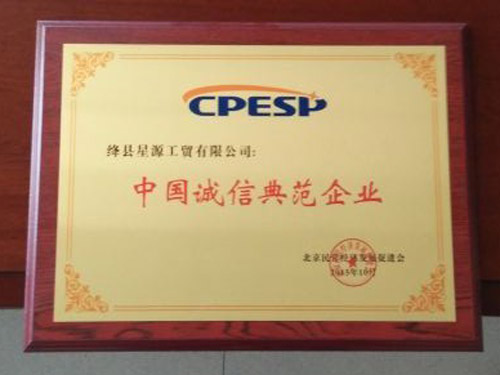 CPESP
绛县星源工贸有限公司:
中国诚信典范企业
北京民营经济发展促进会